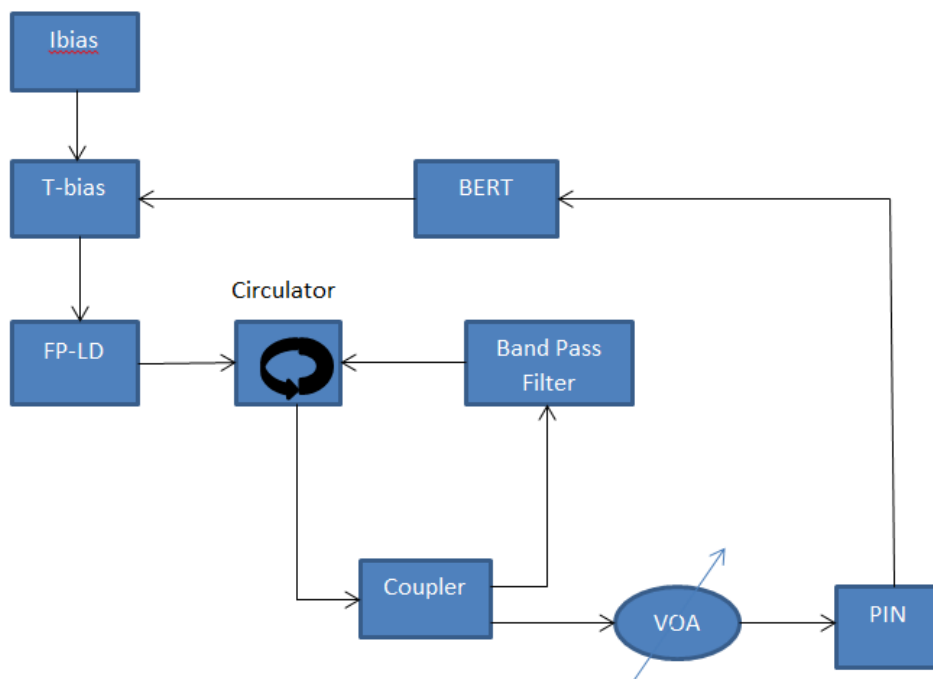 Ibias
T-bias
BERT
Circulator
FP-LD
Band Pass
Filter
Coupler
VOA
PIN